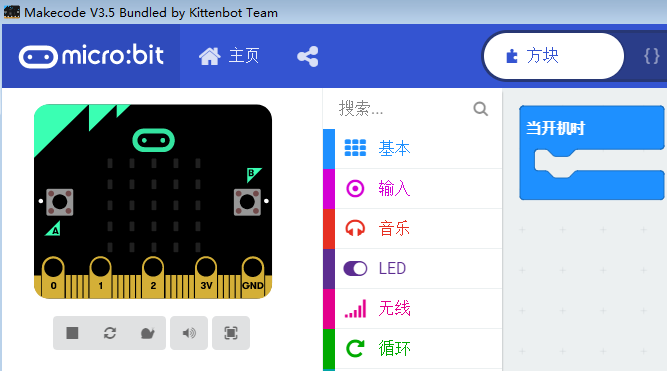 Makecode V3.5 Bundled by Kittenbot Team
micro:bit
主页
方块
{}
搜索...
当开机时
基本
输入
音乐
LED
无线
循环
B
A
0 1 2 3V GND